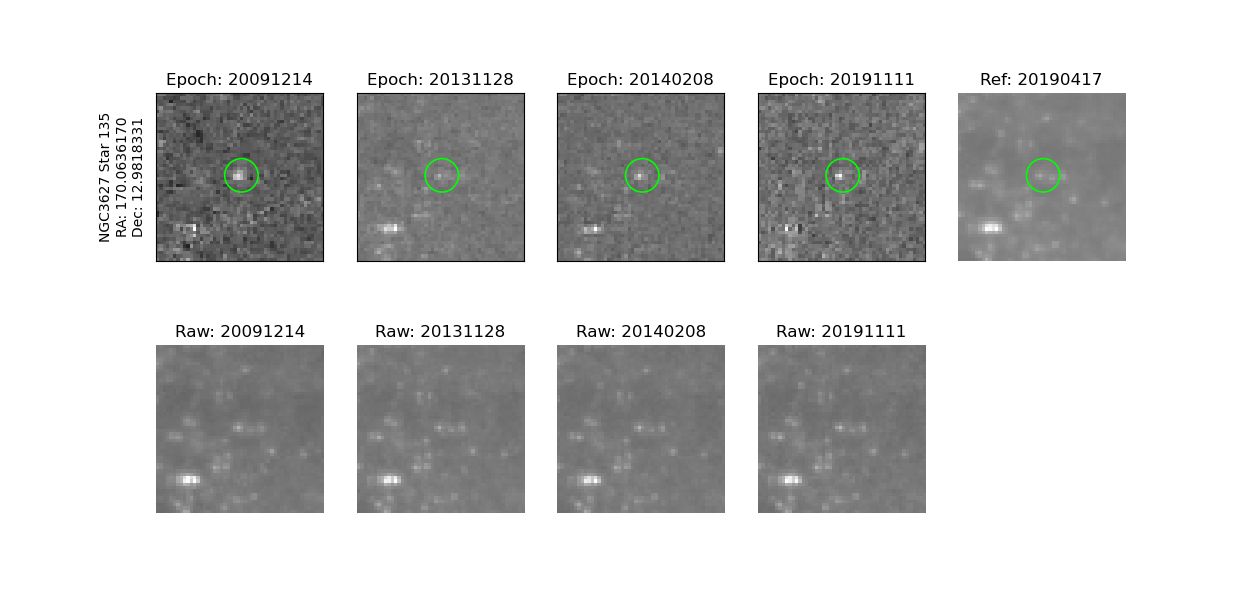 Epoch: 20091214
Epoch: 20131128
Epoch: 20140208
Epoch: 20191111
Ref: 20190417
NGC3627 Star 135
RA: 170.0636170
Dec: 12.9818331
Raw: 20091214
Raw: 20131128
Raw: 20140208
Raw: 20191111